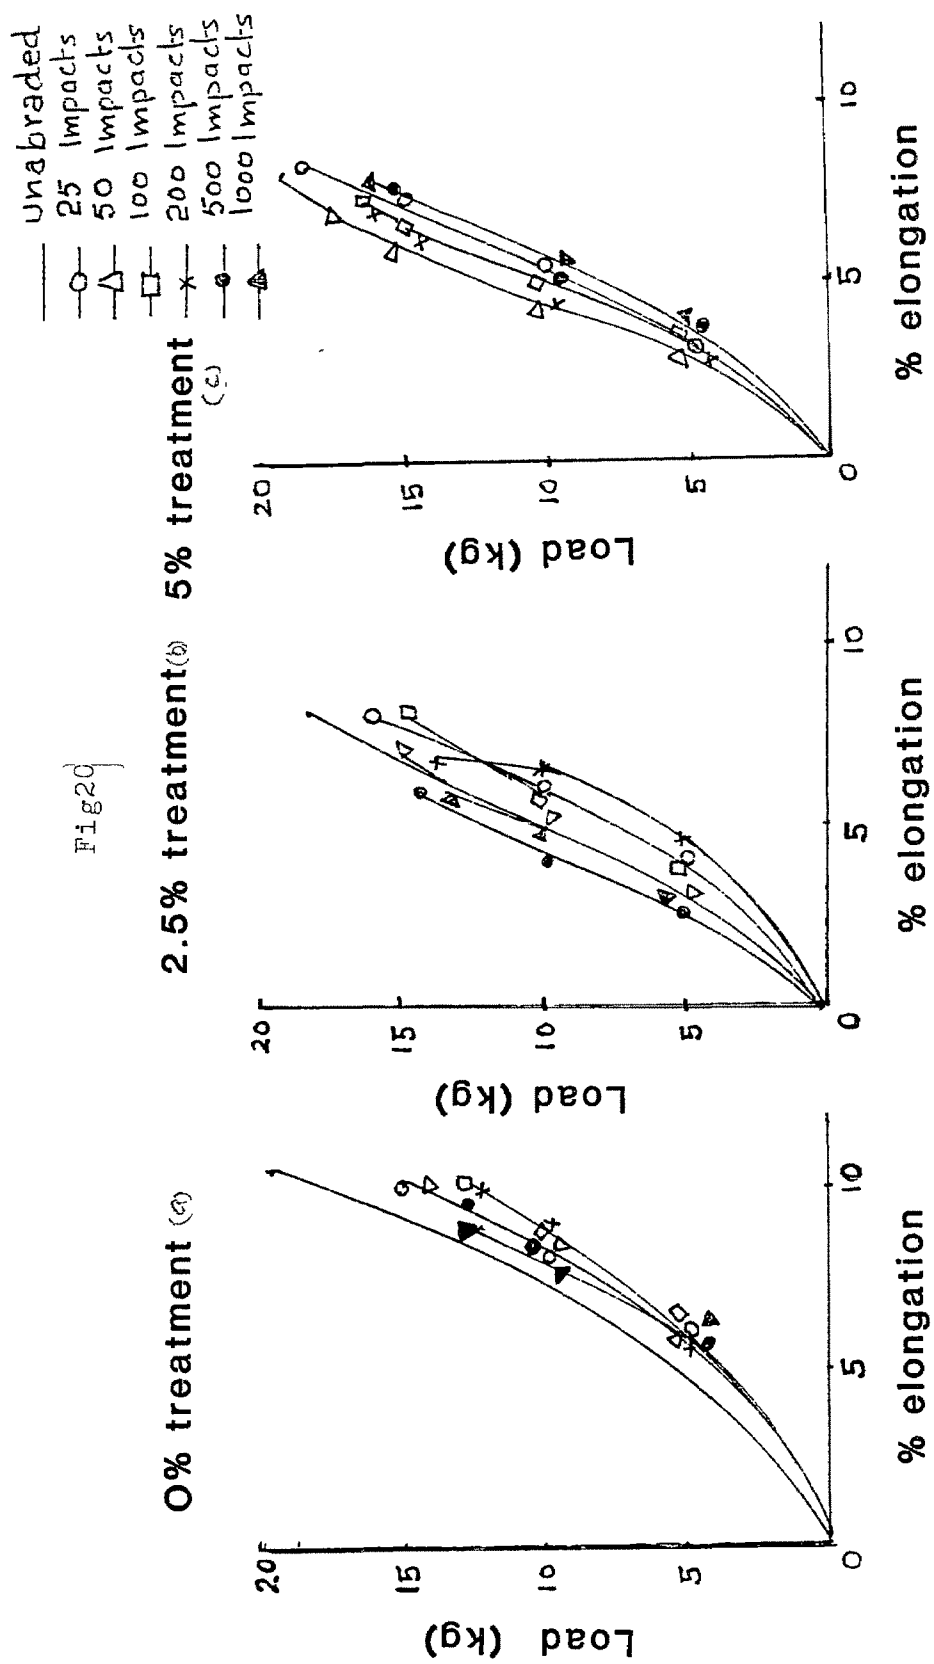 Fig20
0% treatment (a)
2.5% treatment (b)
5% treatment
(c)
Unabraded
25 Impacts
50 Impacts
100 Impacts
200 Impacts
500 Impacts
1000 Impacts
Load (kg)
20
15
10
5
0
5
10
% elongation
Load (kg)
20
15
10
5
0
5
10
% elongation
Load (kg)
20
15
10
5
0
5
10
% elongation